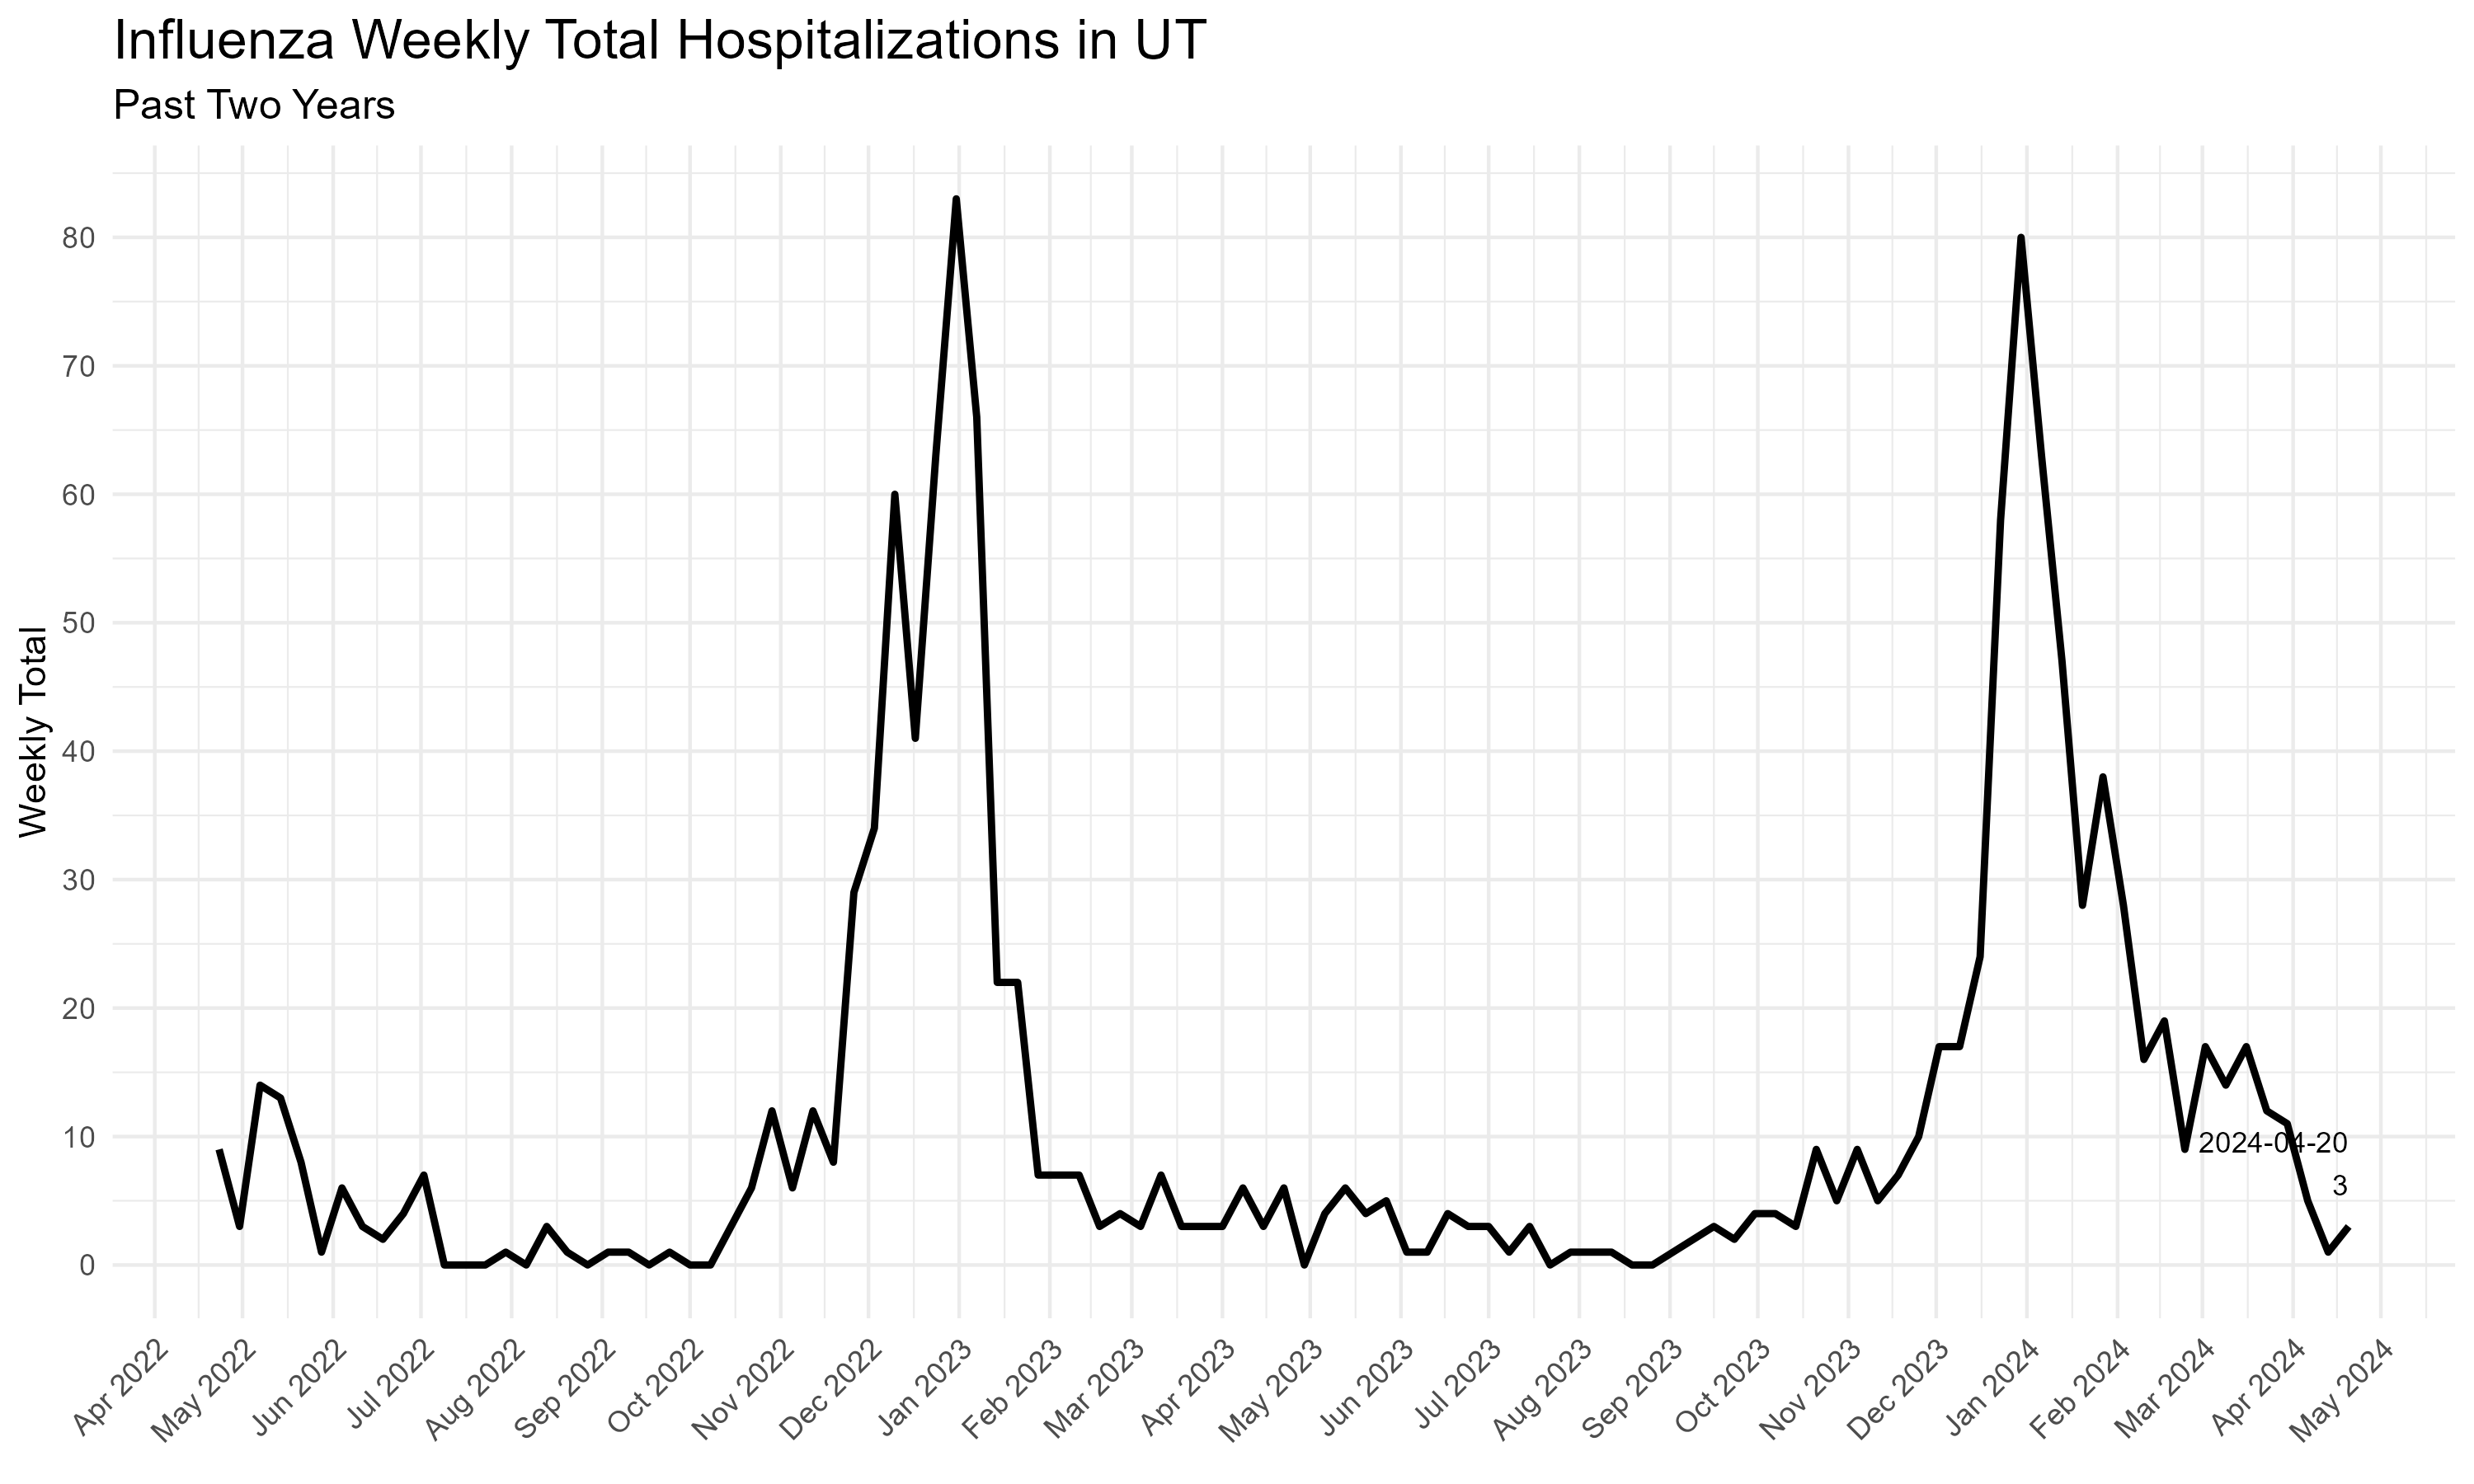 Influenza Weekly Total Hospitalizations in UT
Past Two Years
Weekly Total
80
70
60
50
40
30
20
10
0
2024-04-20
3
Apr 2022
May 2022
Jun 2022
Jul 2022
Aug 2022
Sep 2022
Oct 2022
Nov 2022
Dec 2022
Jan 2023
Feb 2023
Mar 2023
Apr 2023
May 2023
Jun 2023
Jul 2023
Aug 2023
Sep 2023
Oct 2023
Nov 2023
Dec 2023
Jan 2024
Feb 2024
Mar 2024
Apr 2024
May 2024